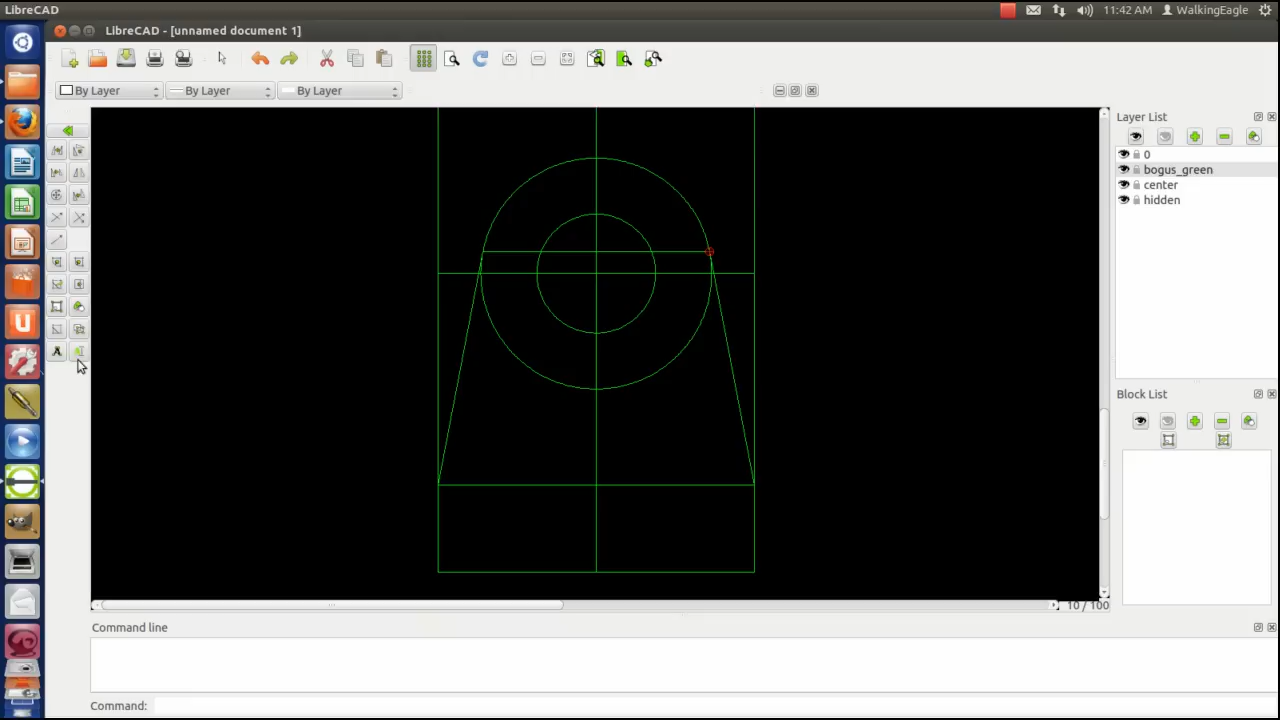 LibreCAD
11:42 AM
WalkingEagle
LibreCAD - [unnamed document 1]
By Layer
By Layer
By Layer
Layer List
0
bogus_green
center
hidden
Block List
10 / 100
Command line
Command: